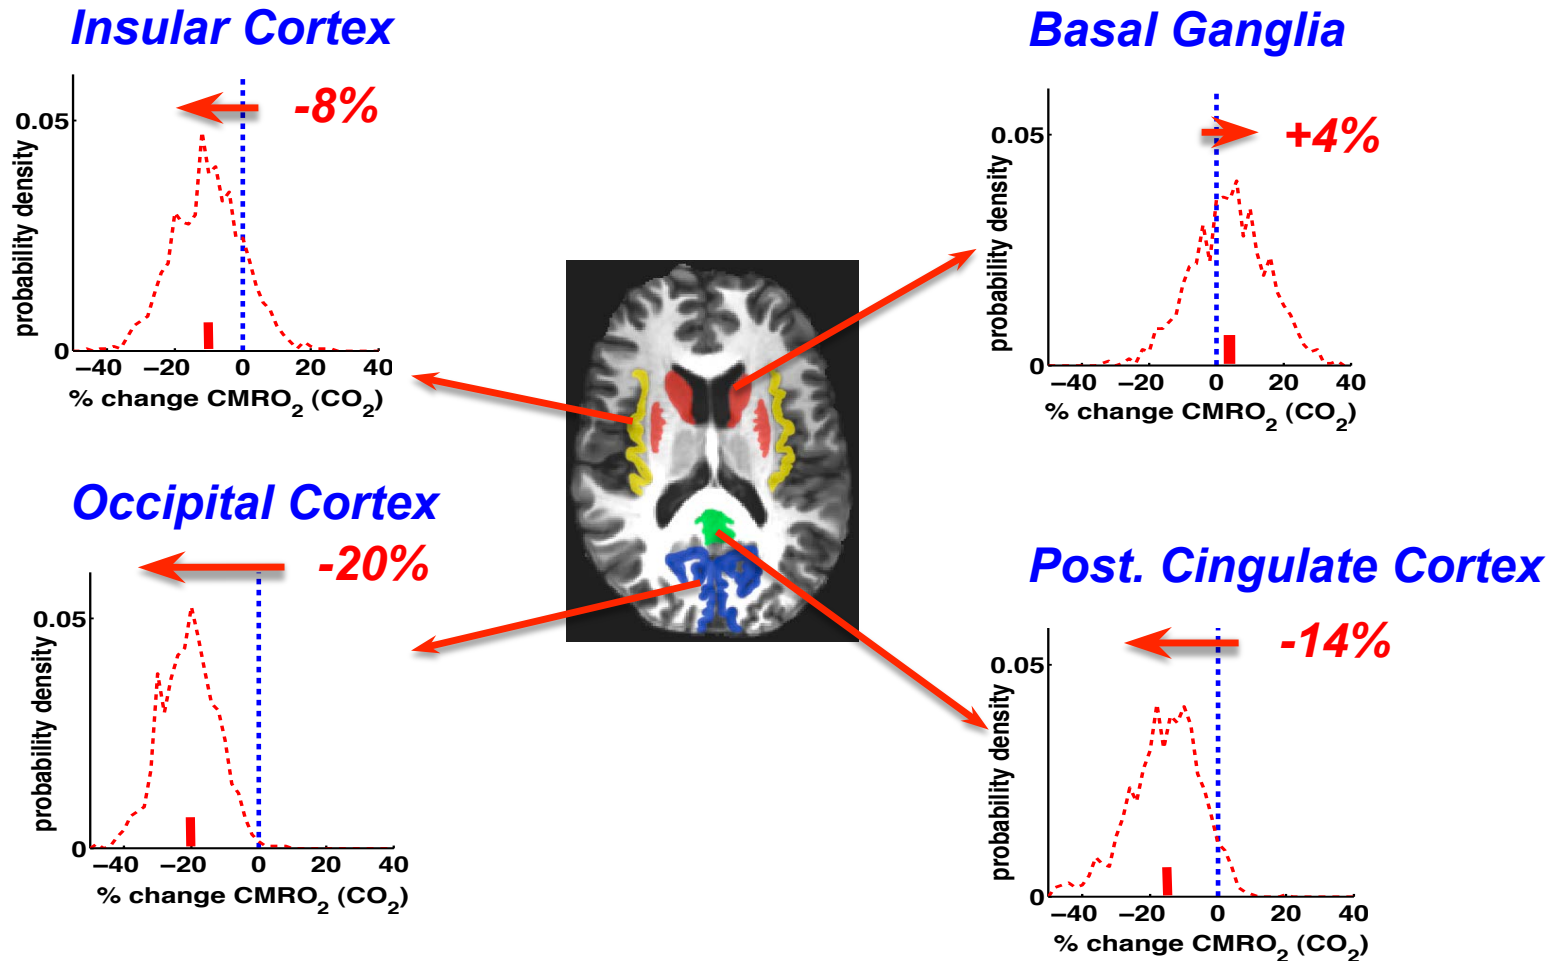 Insular Cortex
-8%
0.05
probability density
0
−40 −20 0 20 40
% change CMRO2 (CO2)
Basal Ganglia
+4%
0.05
probability density
0
−40 −20 0 20 40
% change CMRO2 (CO2)
Occipital Cortex
-20%
0.05
probability density
0
−40 −20 0 20 40
% change CMRO2 (CO2)
Post. Cingulate Cortex
-14%
0.05
probability density
0
−40 −20 0 20 40
% change CMRO2 (CO2)